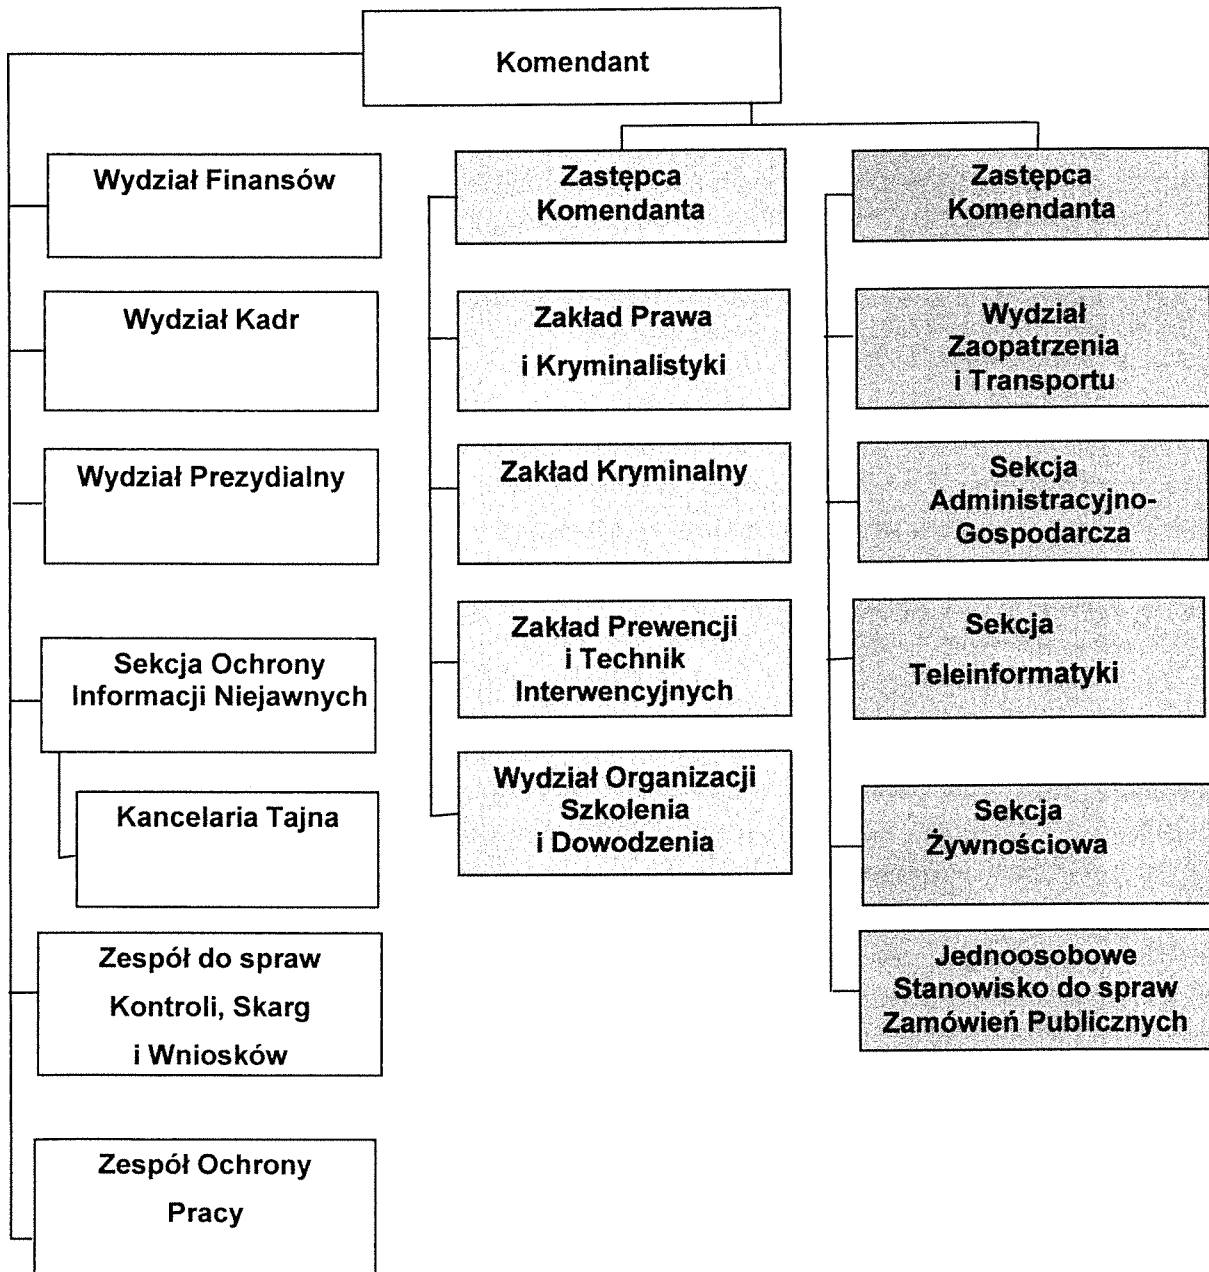 Komendant
Wydział Finansów
Wydział Kadr
Wydział Prezydialny
Sekcja Ochrony
Informacji Niejawnych
Kancelaria Tajna
Zespół do spraw
Kontroli, Skarg
i Wniosków
Zespół Ochrony
Pracy
Zastępca
Komendanta
Zakład Prawa
i Kryminalistyki
Zakład Kryminalny
Zakład Prewencji
i Technik
Interwencyjnych
Wydział Organizacji
Szkolenia
i Dowodzenia
Zastępca
Komendanta
Wydział
Zaopatrzenia
i Transportu
Sekcja
Administracyjno-
Gospodarcza
Sekcja
Teleinformatyki
Sekcja
Żywnościowa
Jednoosobowe
Stanowisko do spraw
Zamówień Publicznych